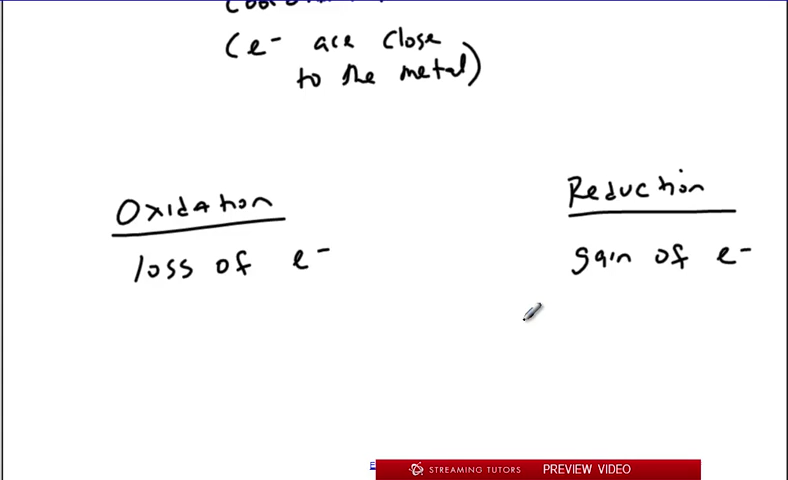 (e- are close
to the metal)
Oxidation
Reduction
loss of e-
gain of e-
STREAMING TUTORS PREVIEW VIDEO